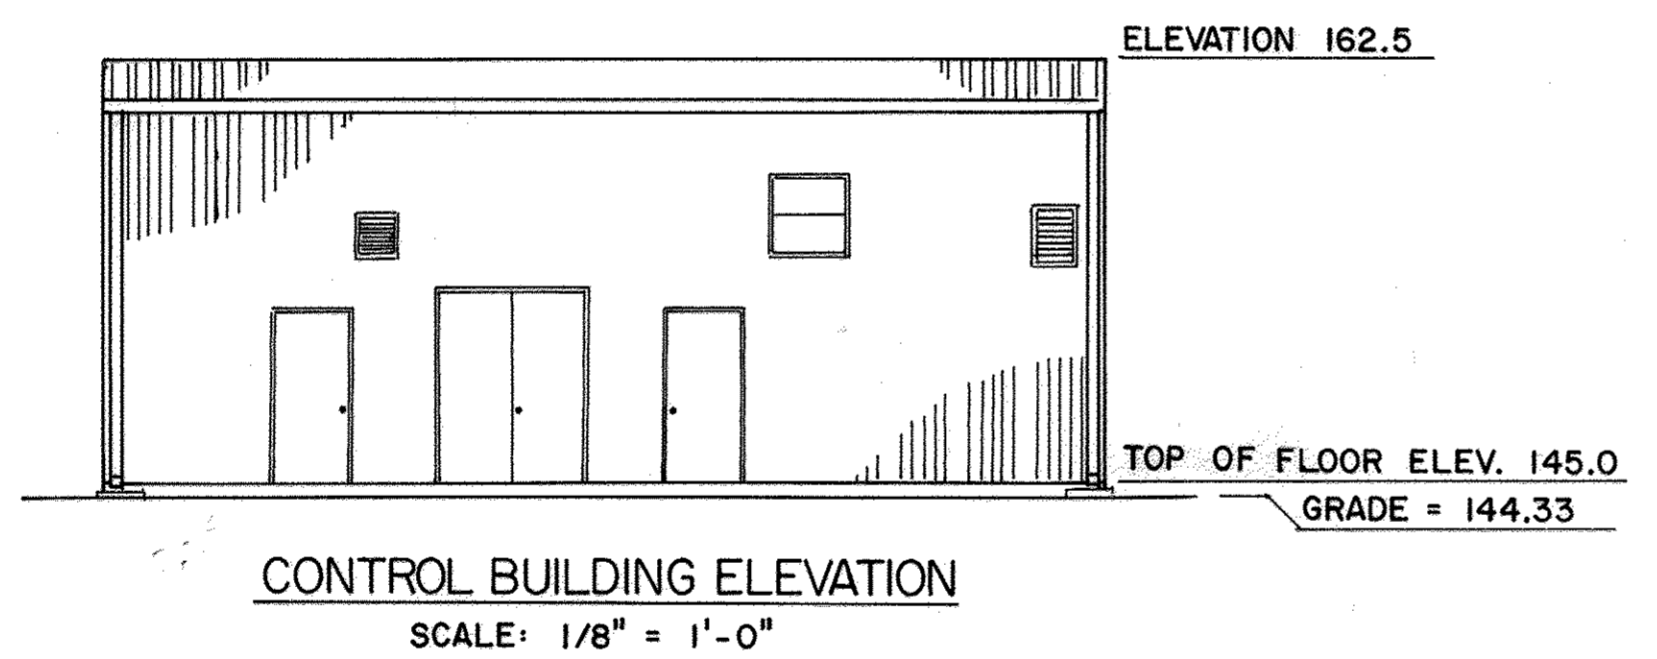 ELEVATION 162.5
TOP OF FLOOR ELEV. 145.0
GRADE = 144.33
CONTROL BUILDING ELEVATION
SCALE: 1/8" = 1'-0"